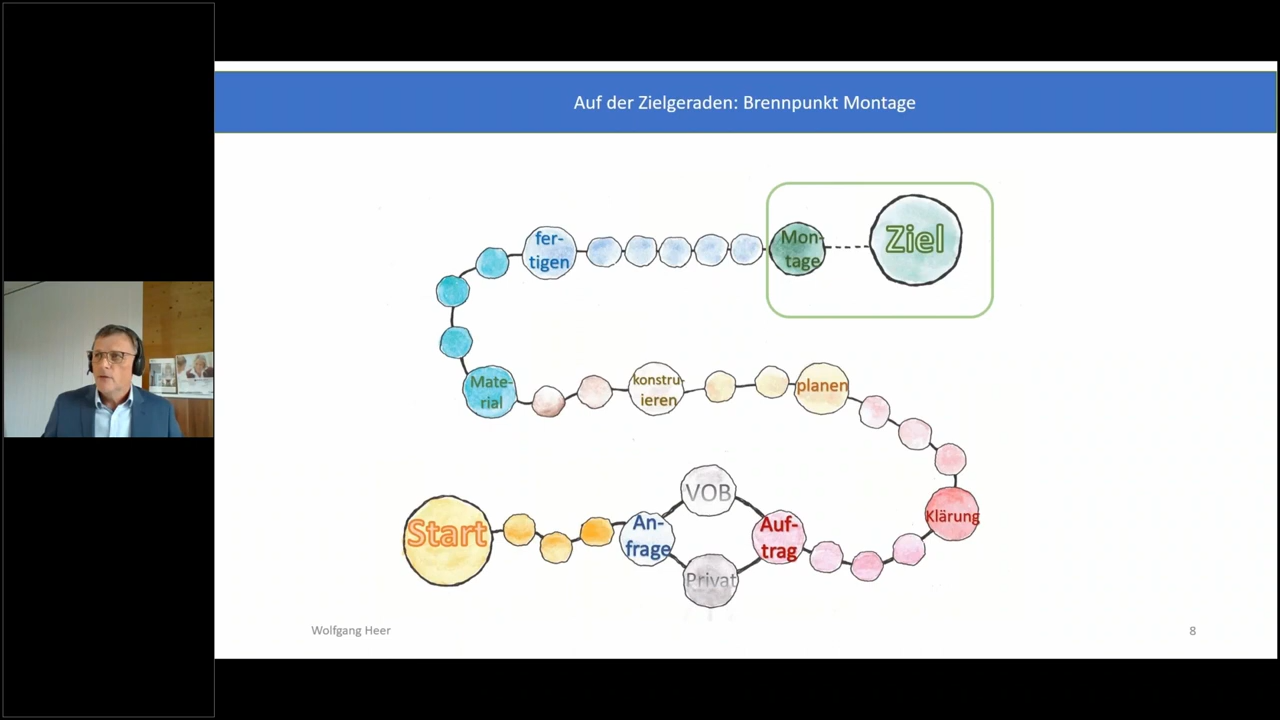 Auf der Zielgeraden: Brennpunkt Montage
fer-
tigen
Mon-
tage
Ziel
Mate-
rial
konstru-
ieren
planen
Klärung
VOB
Start
An-
frage
Auf-
trag
Privat
Wolfgang Heer
8